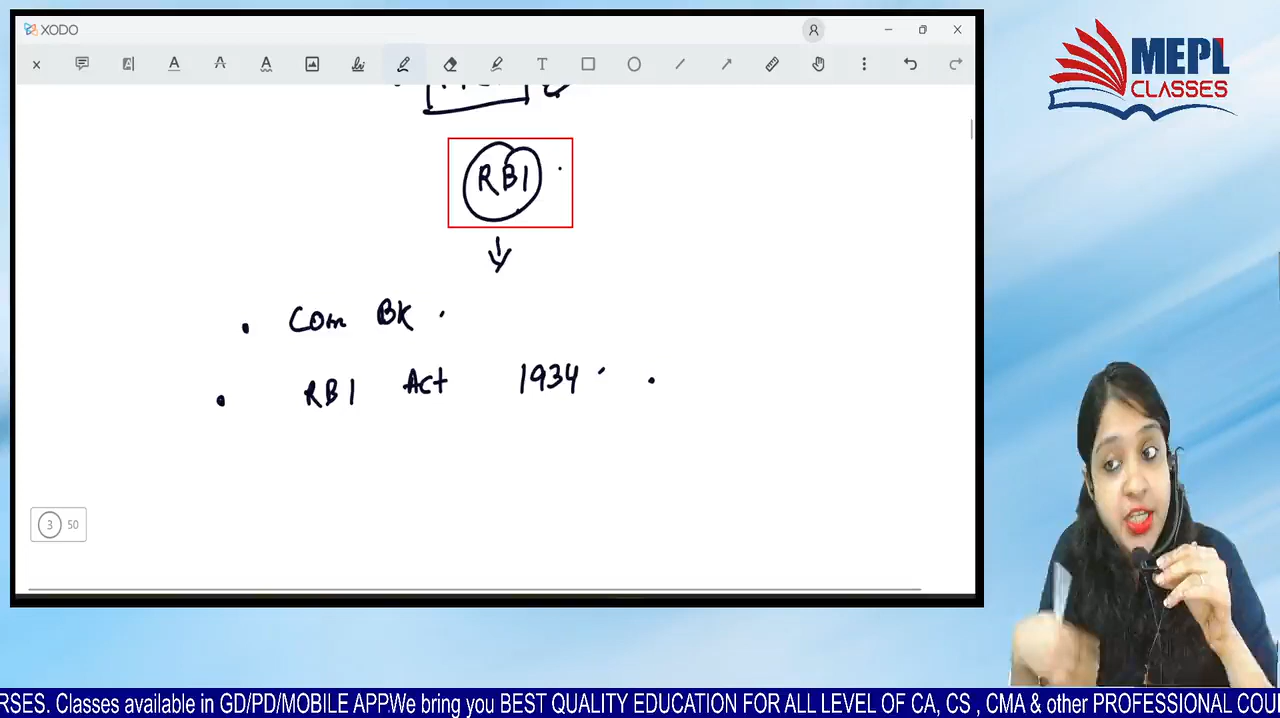 XODO
MEPL
CLASSES
RBI
Com BK
RBI Act 1934
3 50
RSES. Classes available in GD/PD/MOBILE APP.We bring you BEST QUALITY EDUCATION FOR ALL LEVEL OF CA, CS , CMA & other PROFESSIONAL COU